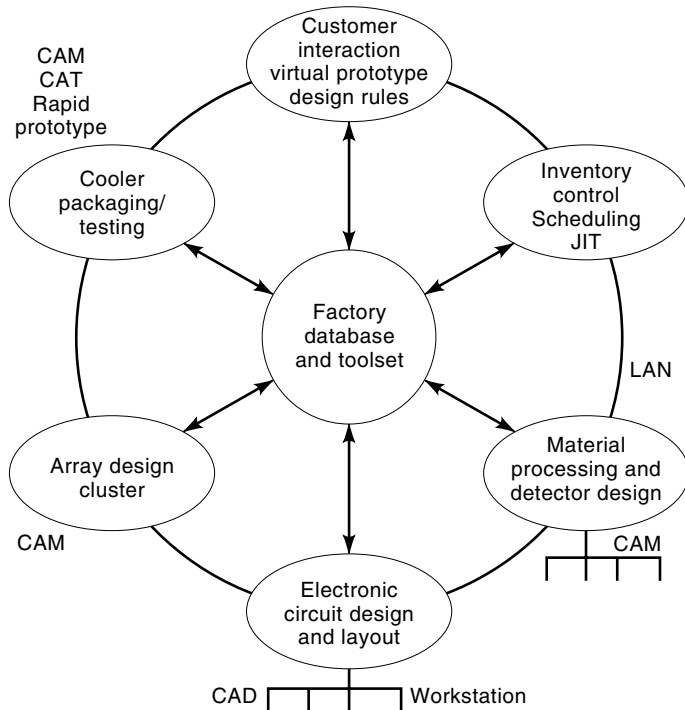 Customer
interaction
virtual prototype
design rules
CAM
CAT
Rapid
prototype
Cooler
packaging/
testing
Inventory
control
Scheduling
JIT
Factory
database
and toolset
LAN
Array design
cluster
Material
processing and
detector design
CAM
CAM
Electronic
circuit design
and layout
CAD
Workstation